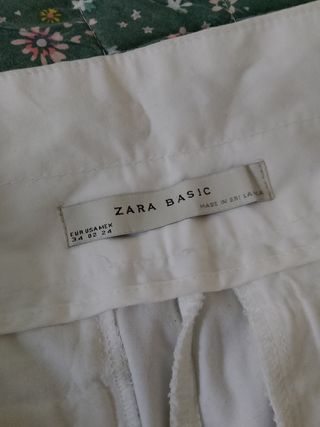 ZARA BASIC
EUR USA MEX
34 02 24
MADE IN SRI LANKA